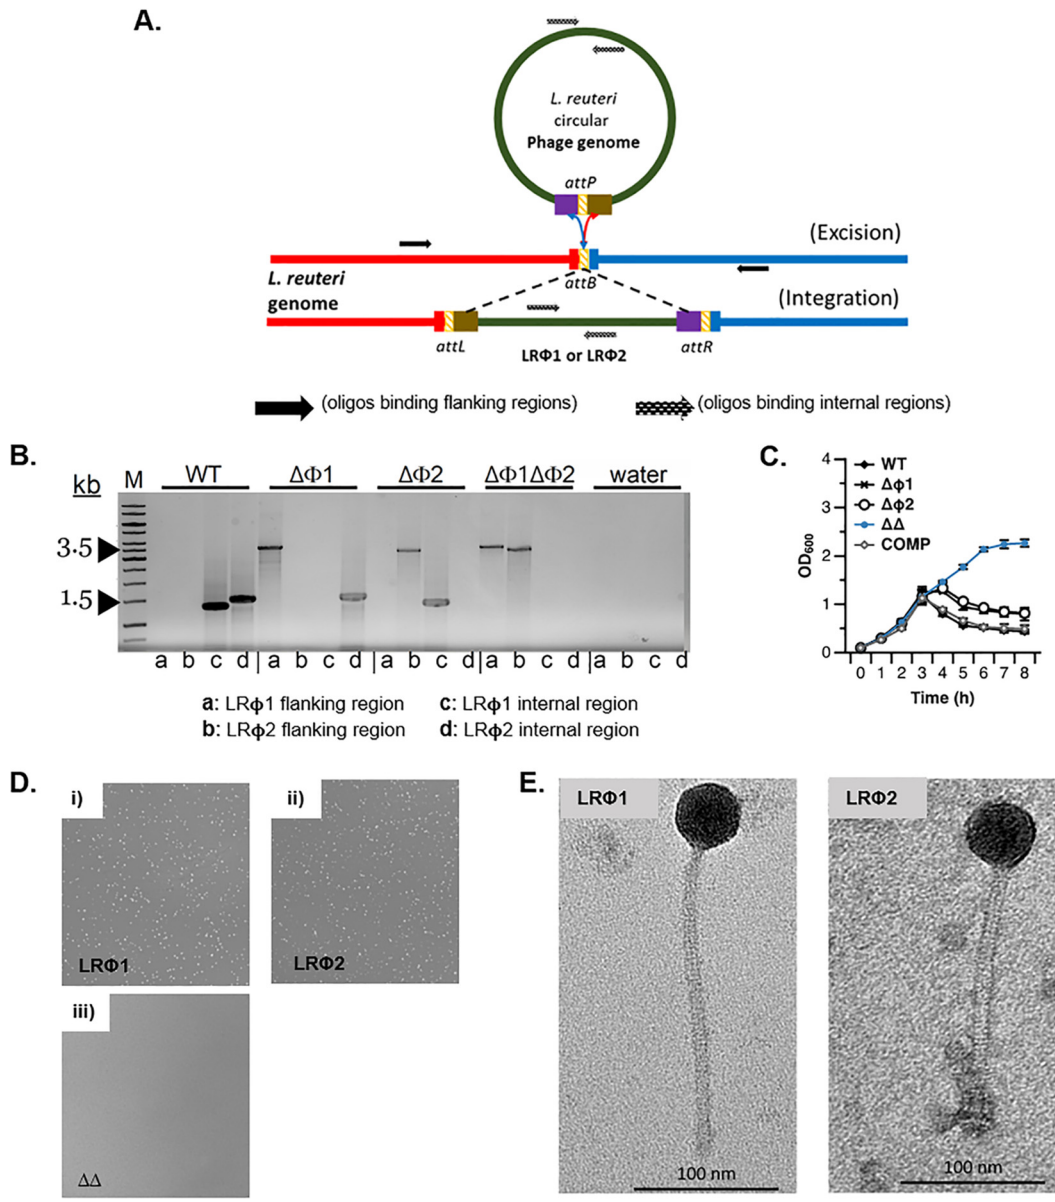 A.
L. reuteri
circular
Phage genome
attP
(Excision)
L. reuteri
genome
attB
(Integration)
attL
attR
LRΦ1 or LRΦ2
(oligos binding flanking regions)
(oligos binding internal regions)
B.
kb M WT ΔΦ1 ΔΦ2 ΔΦ1ΔΦ2 water
3.5
1.5
a b c d a b c d a b c d a b c d a b c d
a: LRϕ1 flanking region
c: LRϕ1 internal region
b: LRϕ2 flanking region
d: LRϕ2 internal region
C.
WT
Δϕ1
Δϕ2
ΔΔ
COMP
OD600
4
3
2
1
0
0 1 2 3 4 5 6 7 8
Time (h)
D.
i)
LRΦ1
ii)
LRΦ2
iii)
ΔΔ
E.
LRΦ1
100 nm
LRΦ2
100 nm